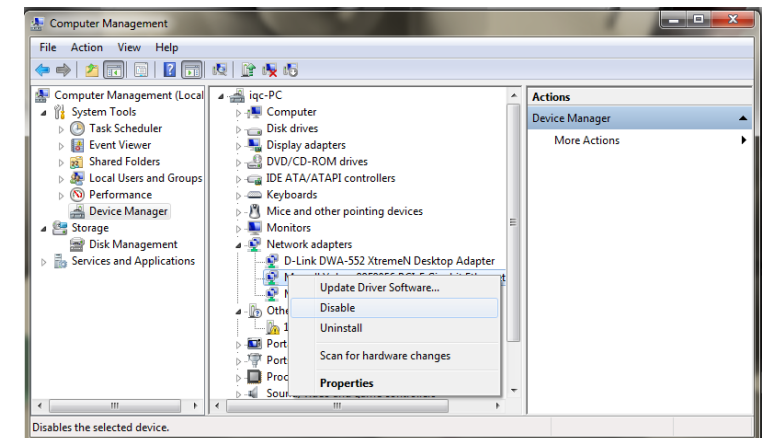 Computer Management
File Action View Help
Computer Management (Local
System Tools
Task Scheduler
Event Viewer
Shared Folders
Local Users and Groups
Performance
Device Manager
Storage
Disk Management
Services and Applications
iqc-PC
Computer
Disk drives
Display adapters
DVD/CD-ROM drives
IDE ATA/ATAPI controllers
Keyboards
Mice and other pointing devices
Monitors
Network adapters
D-Link DWA-552 XtremeN Desktop Adapter
Othe
Port
Port
Proc
Update Driver Software...
Disable
Uninstall
Scan for hardware changes
Properties
Actions
Device Manager
More Actions
Disables the selected device.